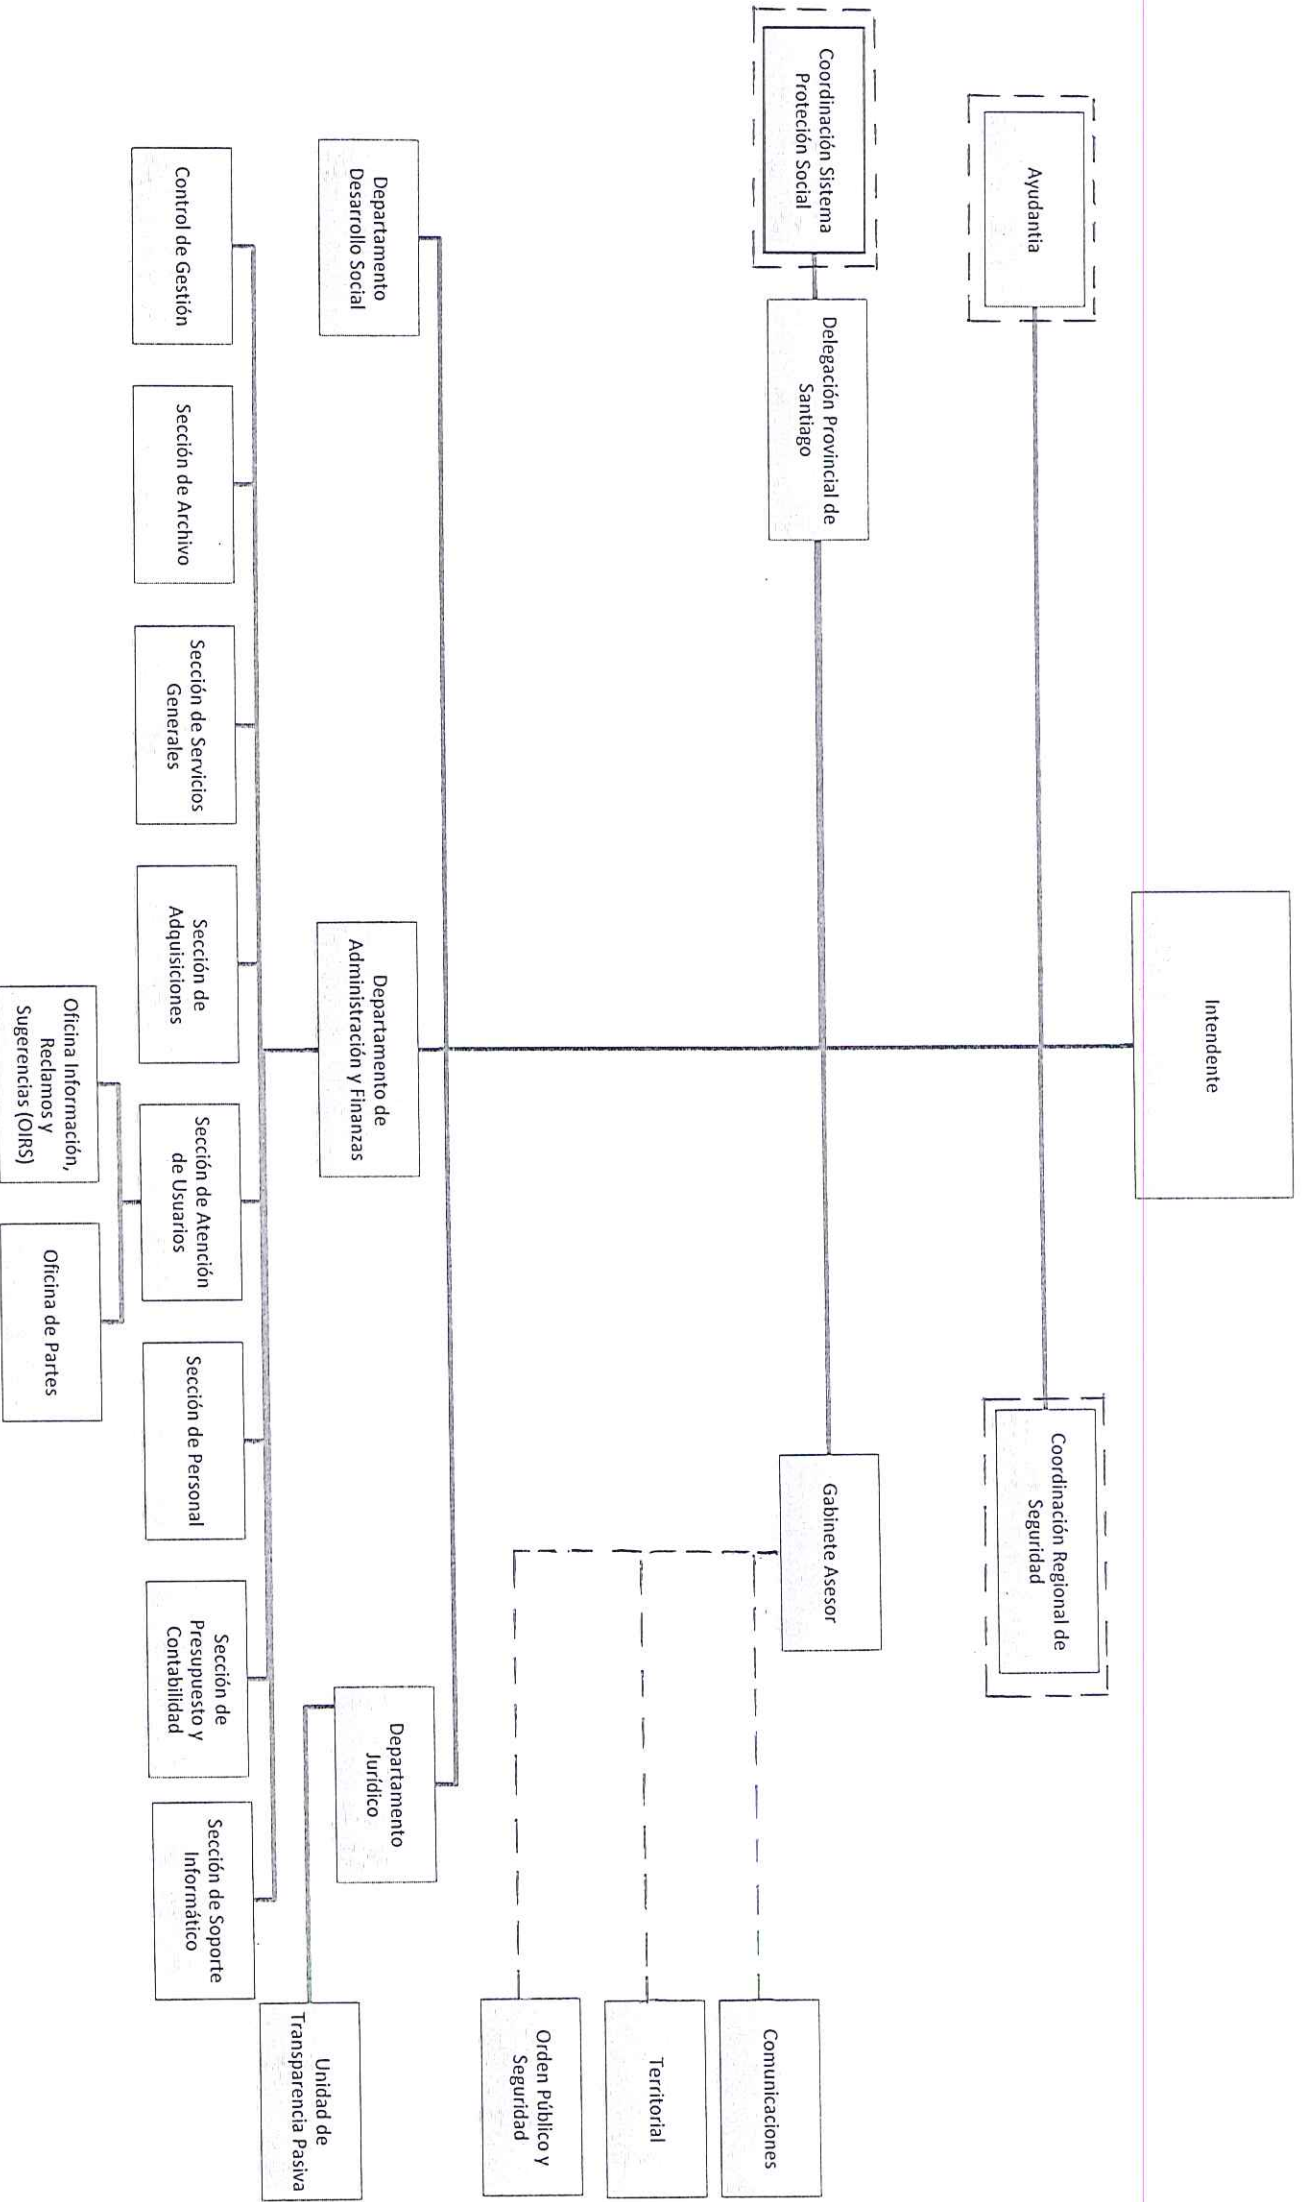 Intendente
Ayudantia
Coordinación Regional de
Seguridad
Coordinación Sistema
Proteción Social
Delegación Provincial de
Santiago
Gabinete Asesor
Comunicaciones
Territorial
Orden Público y
Seguridad
Departamento
Desarrollo Social
Departamento de
Administración y Finanzas
Departamento
Jurídico
Unidad de
Transparencia Pasiva
Control de Gestión
Sección de Archivo
Sección de Servicios
Generales
Sección de
Adquisiciones
Sección de Atención
de Usuarios
Sección de Personal
Sección de
Presupuesto y
Contabilidad
Sección de Soporte
Informático
Oficina Información,
Reclamos y
Sugerencias (OIRS)
Oficina de Partes